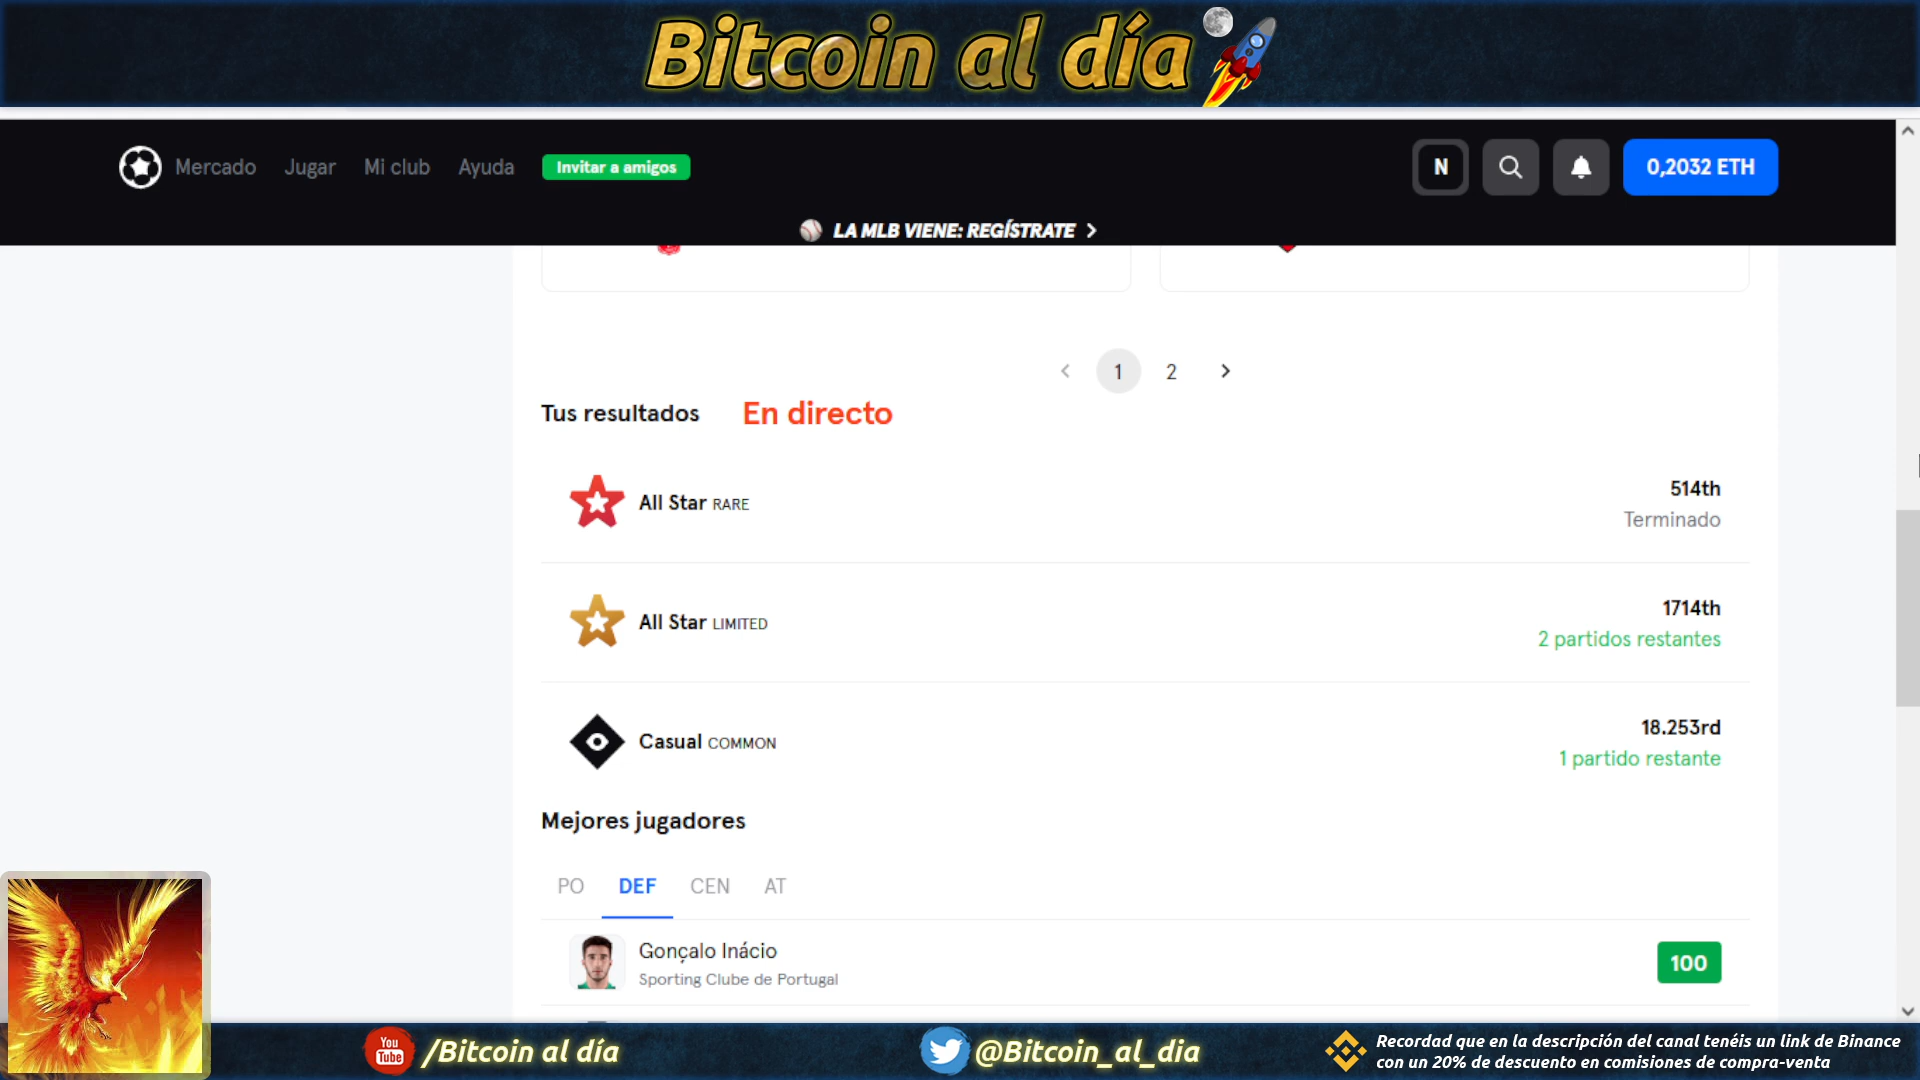 Bitcoin al día
Mercado Jugar Mi club Ayuda Invitar a amigos N 0,2032 ETH
LA MLB VIENE: REGÍSTRATE
1 2
Tus resultados En directo
All Star RARE
514th
Terminado
All Star LIMITED
1714th
2 partidos restantes
Casual COMMON
18.253rd
1 partido restante
Mejores jugadores
PO DEF CEN AT
Gonçalo Inácio
Sporting Clube de Portugal
100
You Tube /Bitcoin al día
@Bitcoin_al_dia
Recordad que en la descripción del canal tenéis un link de Binance
con un 20% de descuento en comisiones de compra-venta